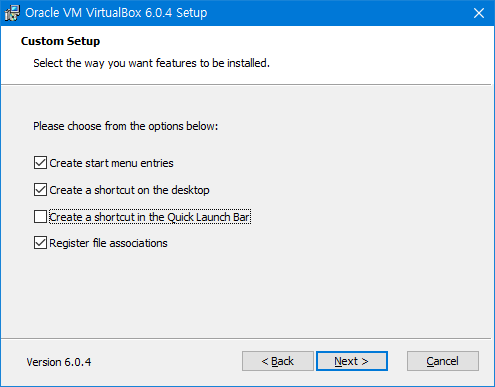 Oracle VM VirtualBox 6.0.4 Setup
Custom Setup
Select the way you want features to be installed.
Please choose from the options below:
Create start menu entries
Create a shortcut on the desktop
Create a shortcut in the Quick Launch Bar
Register file associations
Version 6.0.4
< Back
Next >
Cancel